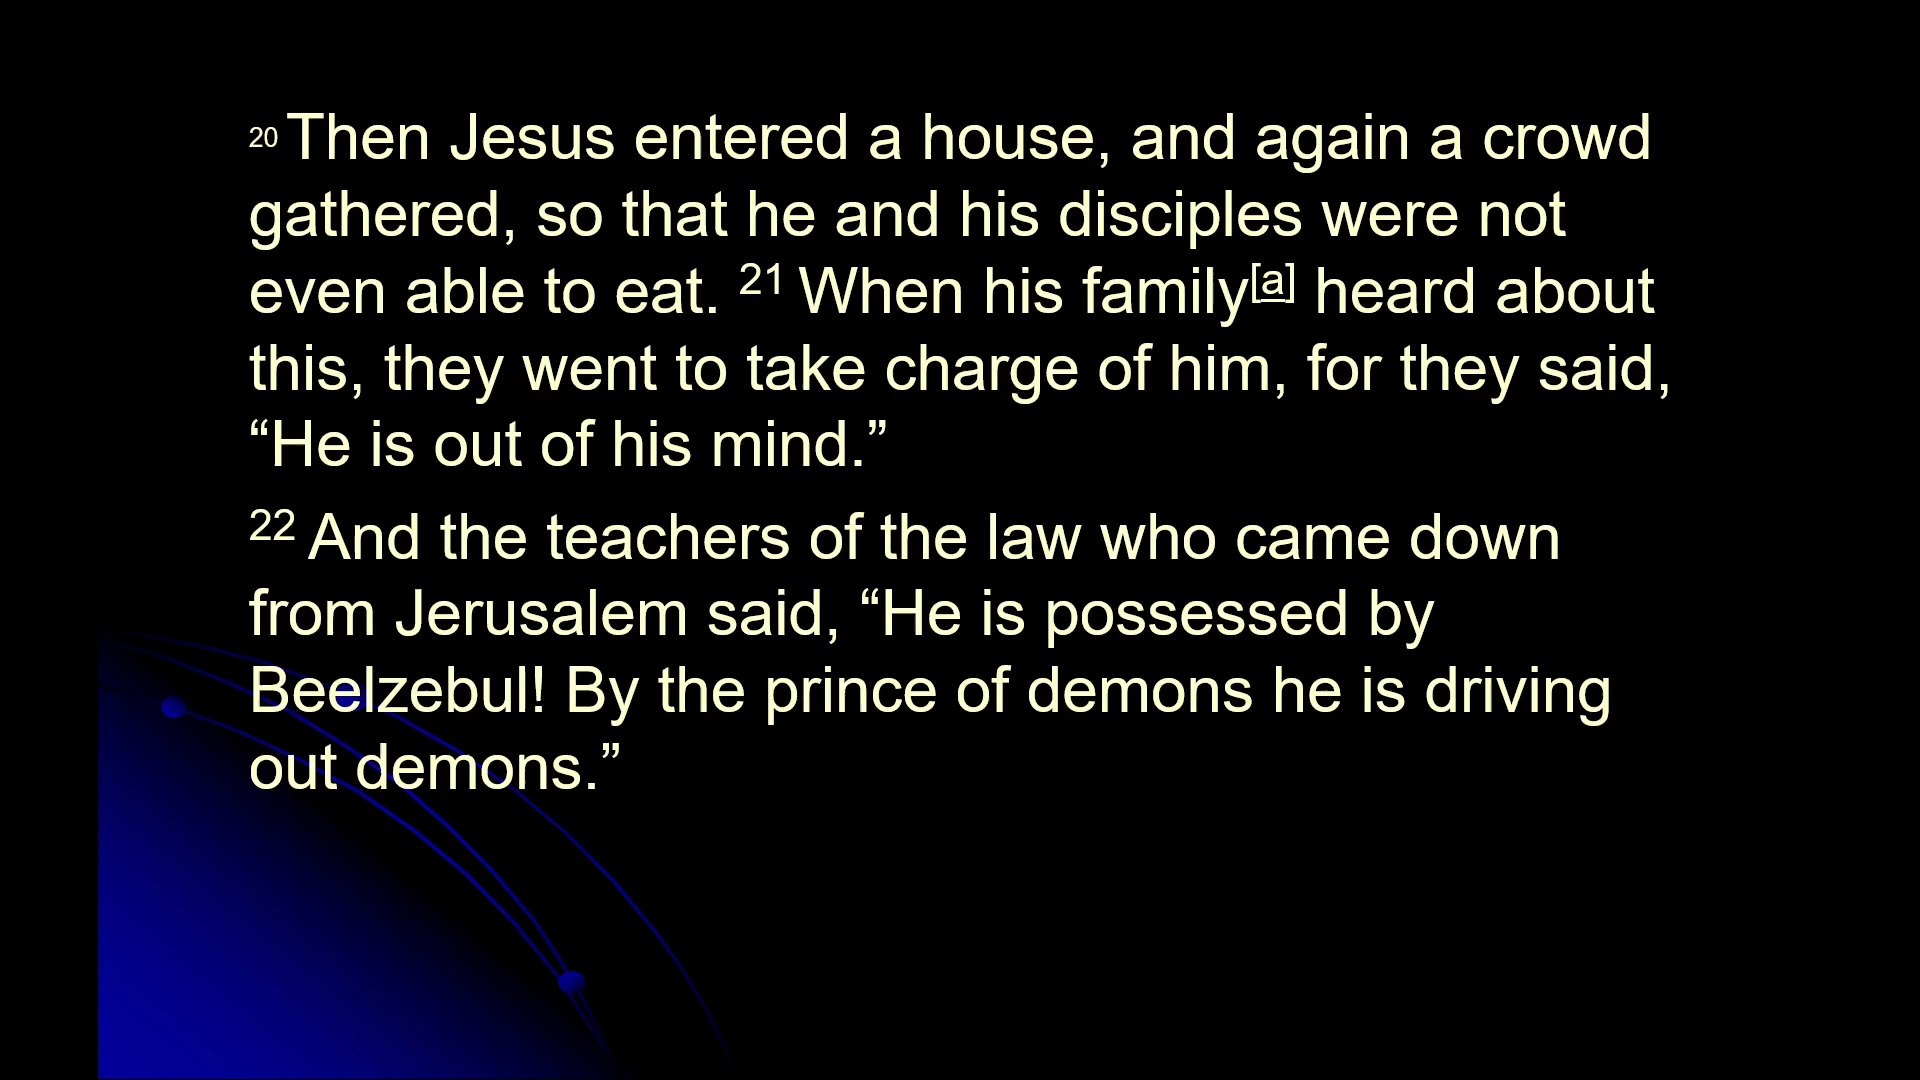 20 Then Jesus entered a house, and again a crowd
gathered, so that he and his disciples were not
even able to eat. 21 When his family[a] heard about
this, they went to take charge of him, for they said,
“He is out of his mind.”
22 And the teachers of the law who came down
from Jerusalem said, “He is possessed by
Beelzebul! By the prince of demons he is driving
out demons.”